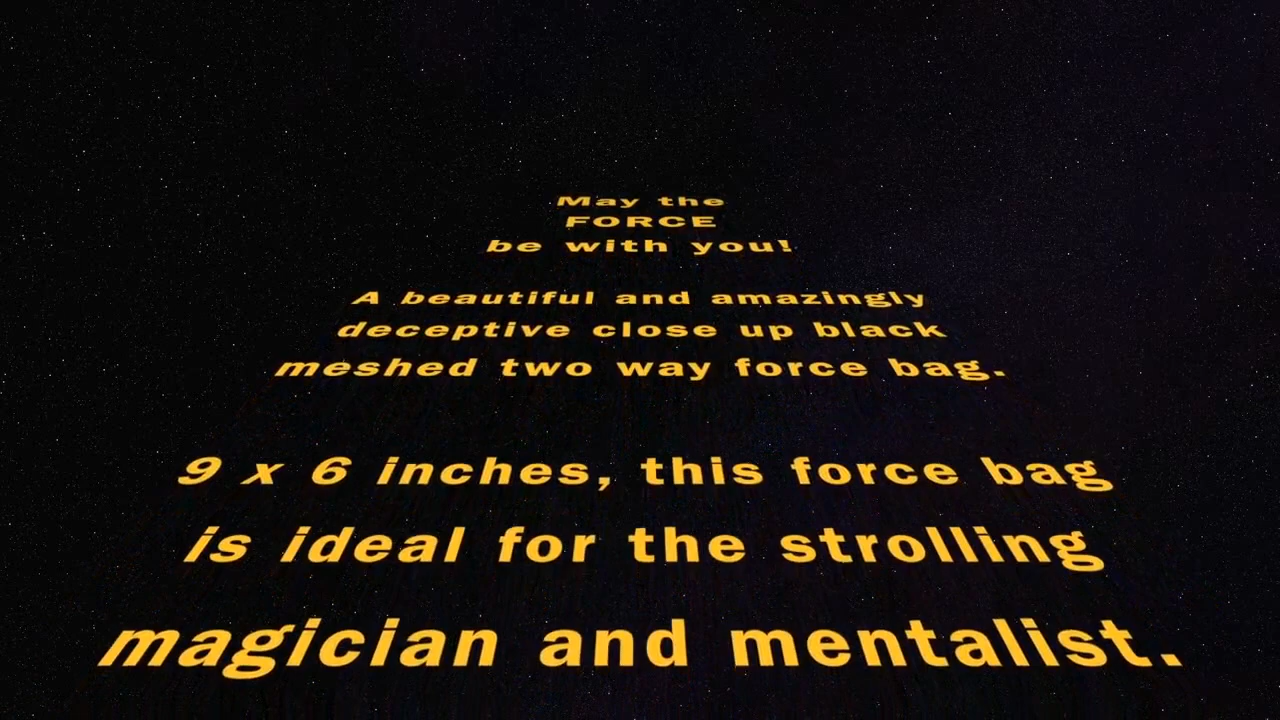 May the
FORCE
be with you!
A beautiful and amazingly
deceptive close up black
meshed two way force bag.
9 x 6 inches, this force bag
is ideal for the strolling
magician and mentalist.